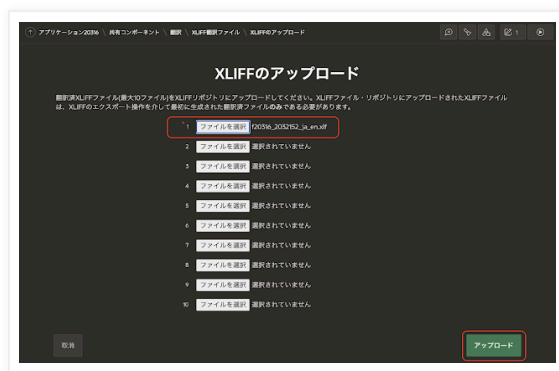 アプリケーション20316 \ 共有コンポーネント \ 翻訳 \ XLIFF翻訳ファイル \ XLIFFのアップロード
1
XLIFFのアップロード
翻訳済XLIFFファイル(最大10ファイル)をXLIFFリポジトリにアップロードしてください。XLIFFファイル・リポジトリにアップロードされたXLIFFファイル
は、XLIFFのエクスポート操作を介して最初に生成された翻訳済ファイルのみである必要があります。
* 1 ファイルを選択 f20316_2032152_ja_en.xlf
2 ファイルを選択 選択されていません
3 ファイルを選択 選択されていません
4 ファイルを選択 選択されていません
5 ファイルを選択 選択されていません
6 ファイルを選択 選択されていません
7 ファイルを選択 選択されていません
8 ファイルを選択 選択されていません
9 ファイルを選択 選択されていません
10 ファイルを選択 選択されていません
取消
アップロード